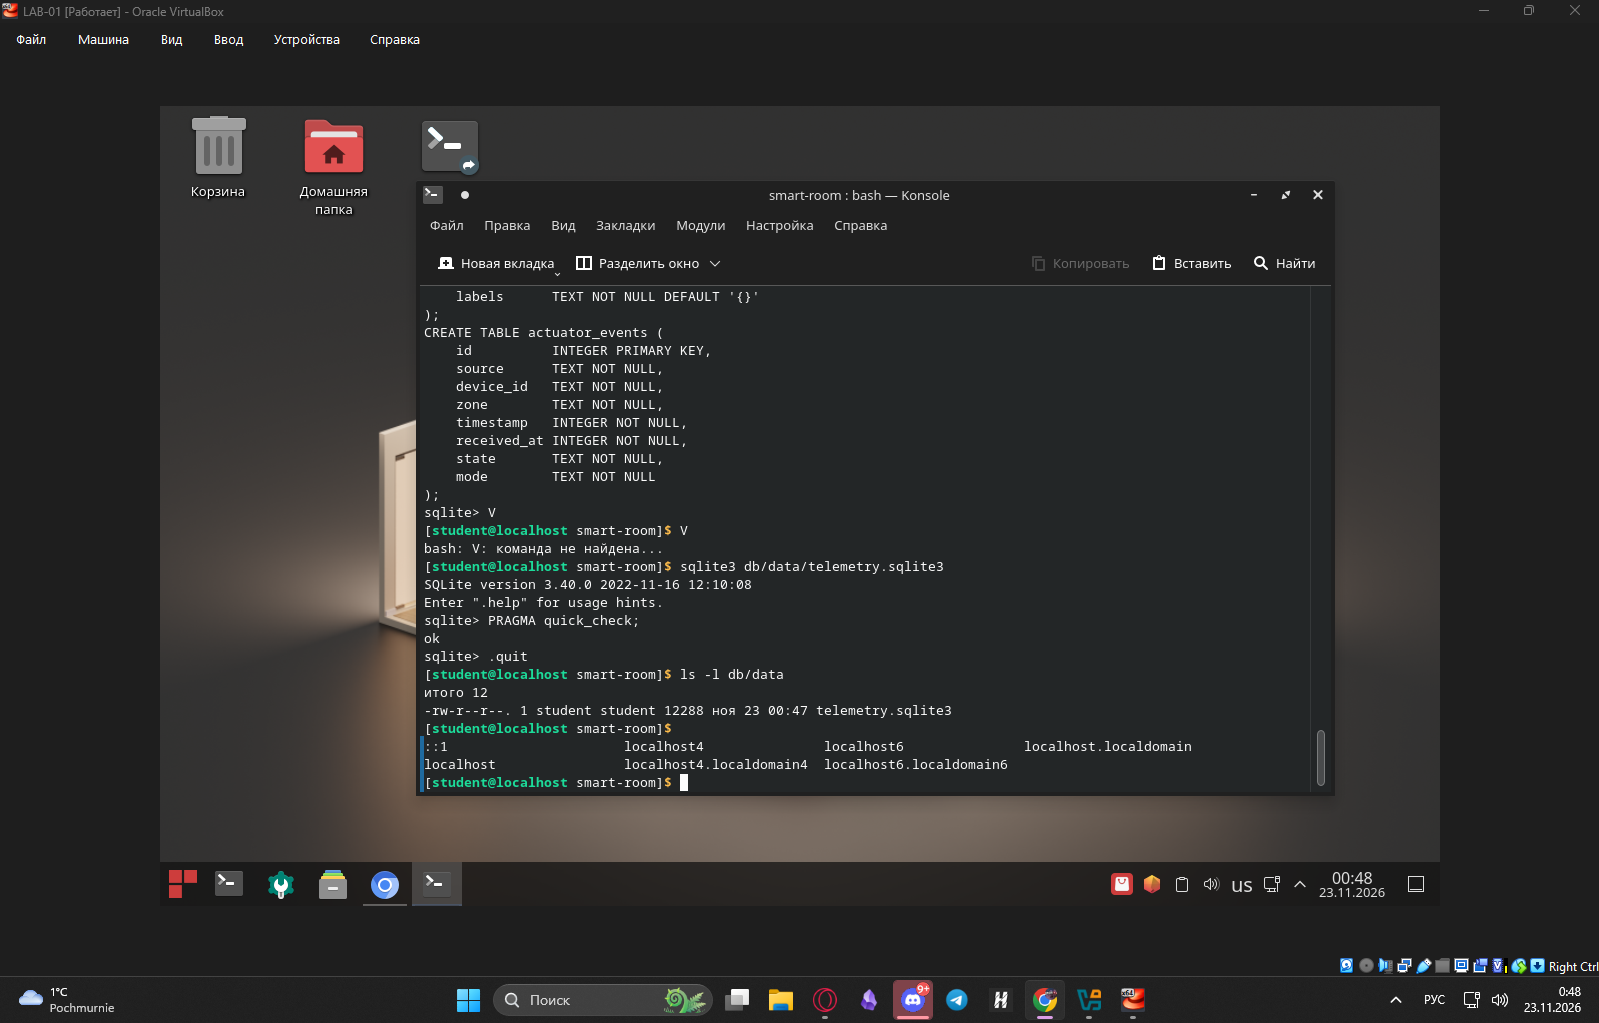 LAB-01 [Работает] - Oracle VirtualBox
Файл Машина Вид Ввод Устройства Справка
Корзина
Домашняя папка
smart-room : bash — Konsole
Файл Правка Вид Закладки Модули Настройка Справка
Новая вкладка Разделить окно Копировать Вставить Найти
labels TEXT NOT NULL DEFAULT '{}'
);
CREATE TABLE actuator_events (
id INTEGER PRIMARY KEY,
source TEXT NOT NULL,
device_id TEXT NOT NULL,
zone TEXT NOT NULL,
timestamp INTEGER NOT NULL,
received_at INTEGER NOT NULL,
state TEXT NOT NULL,
mode TEXT NOT NULL
);
sqlite> V
[student@localhost smart-room]$ V
bash: V: команда не найдена...
[student@localhost smart-room]$ sqlite3 db/data/telemetry.sqlite3
SQLite version 3.40.0 2022-11-16 12:10:08
Enter ".help" for usage hints.
sqlite> PRAGMA quick_check;
ok
sqlite> .quit
[student@localhost smart-room]$ ls -l db/data
итого 12
-rw-r--r--. 1 student student 12288 ноя 23 00:47 telemetry.sqlite3
[student@localhost smart-room]$
::1 localhost4 localhost6 localhost.localdomain
localhost localhost4.localdomain4 localhost6.localdomain6
[student@localhost smart-room]$
us
00:48
23.11.2026
Right Ctrl
1°C
Pochmurnie
Поиск
9+
x64
РУС
0:48
23.11.2026